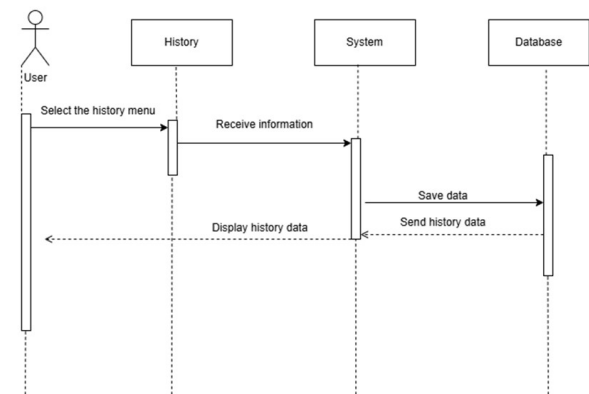 History
System
Database
User
Select the history menu
Receive information
Save data
Send history data
Display history data